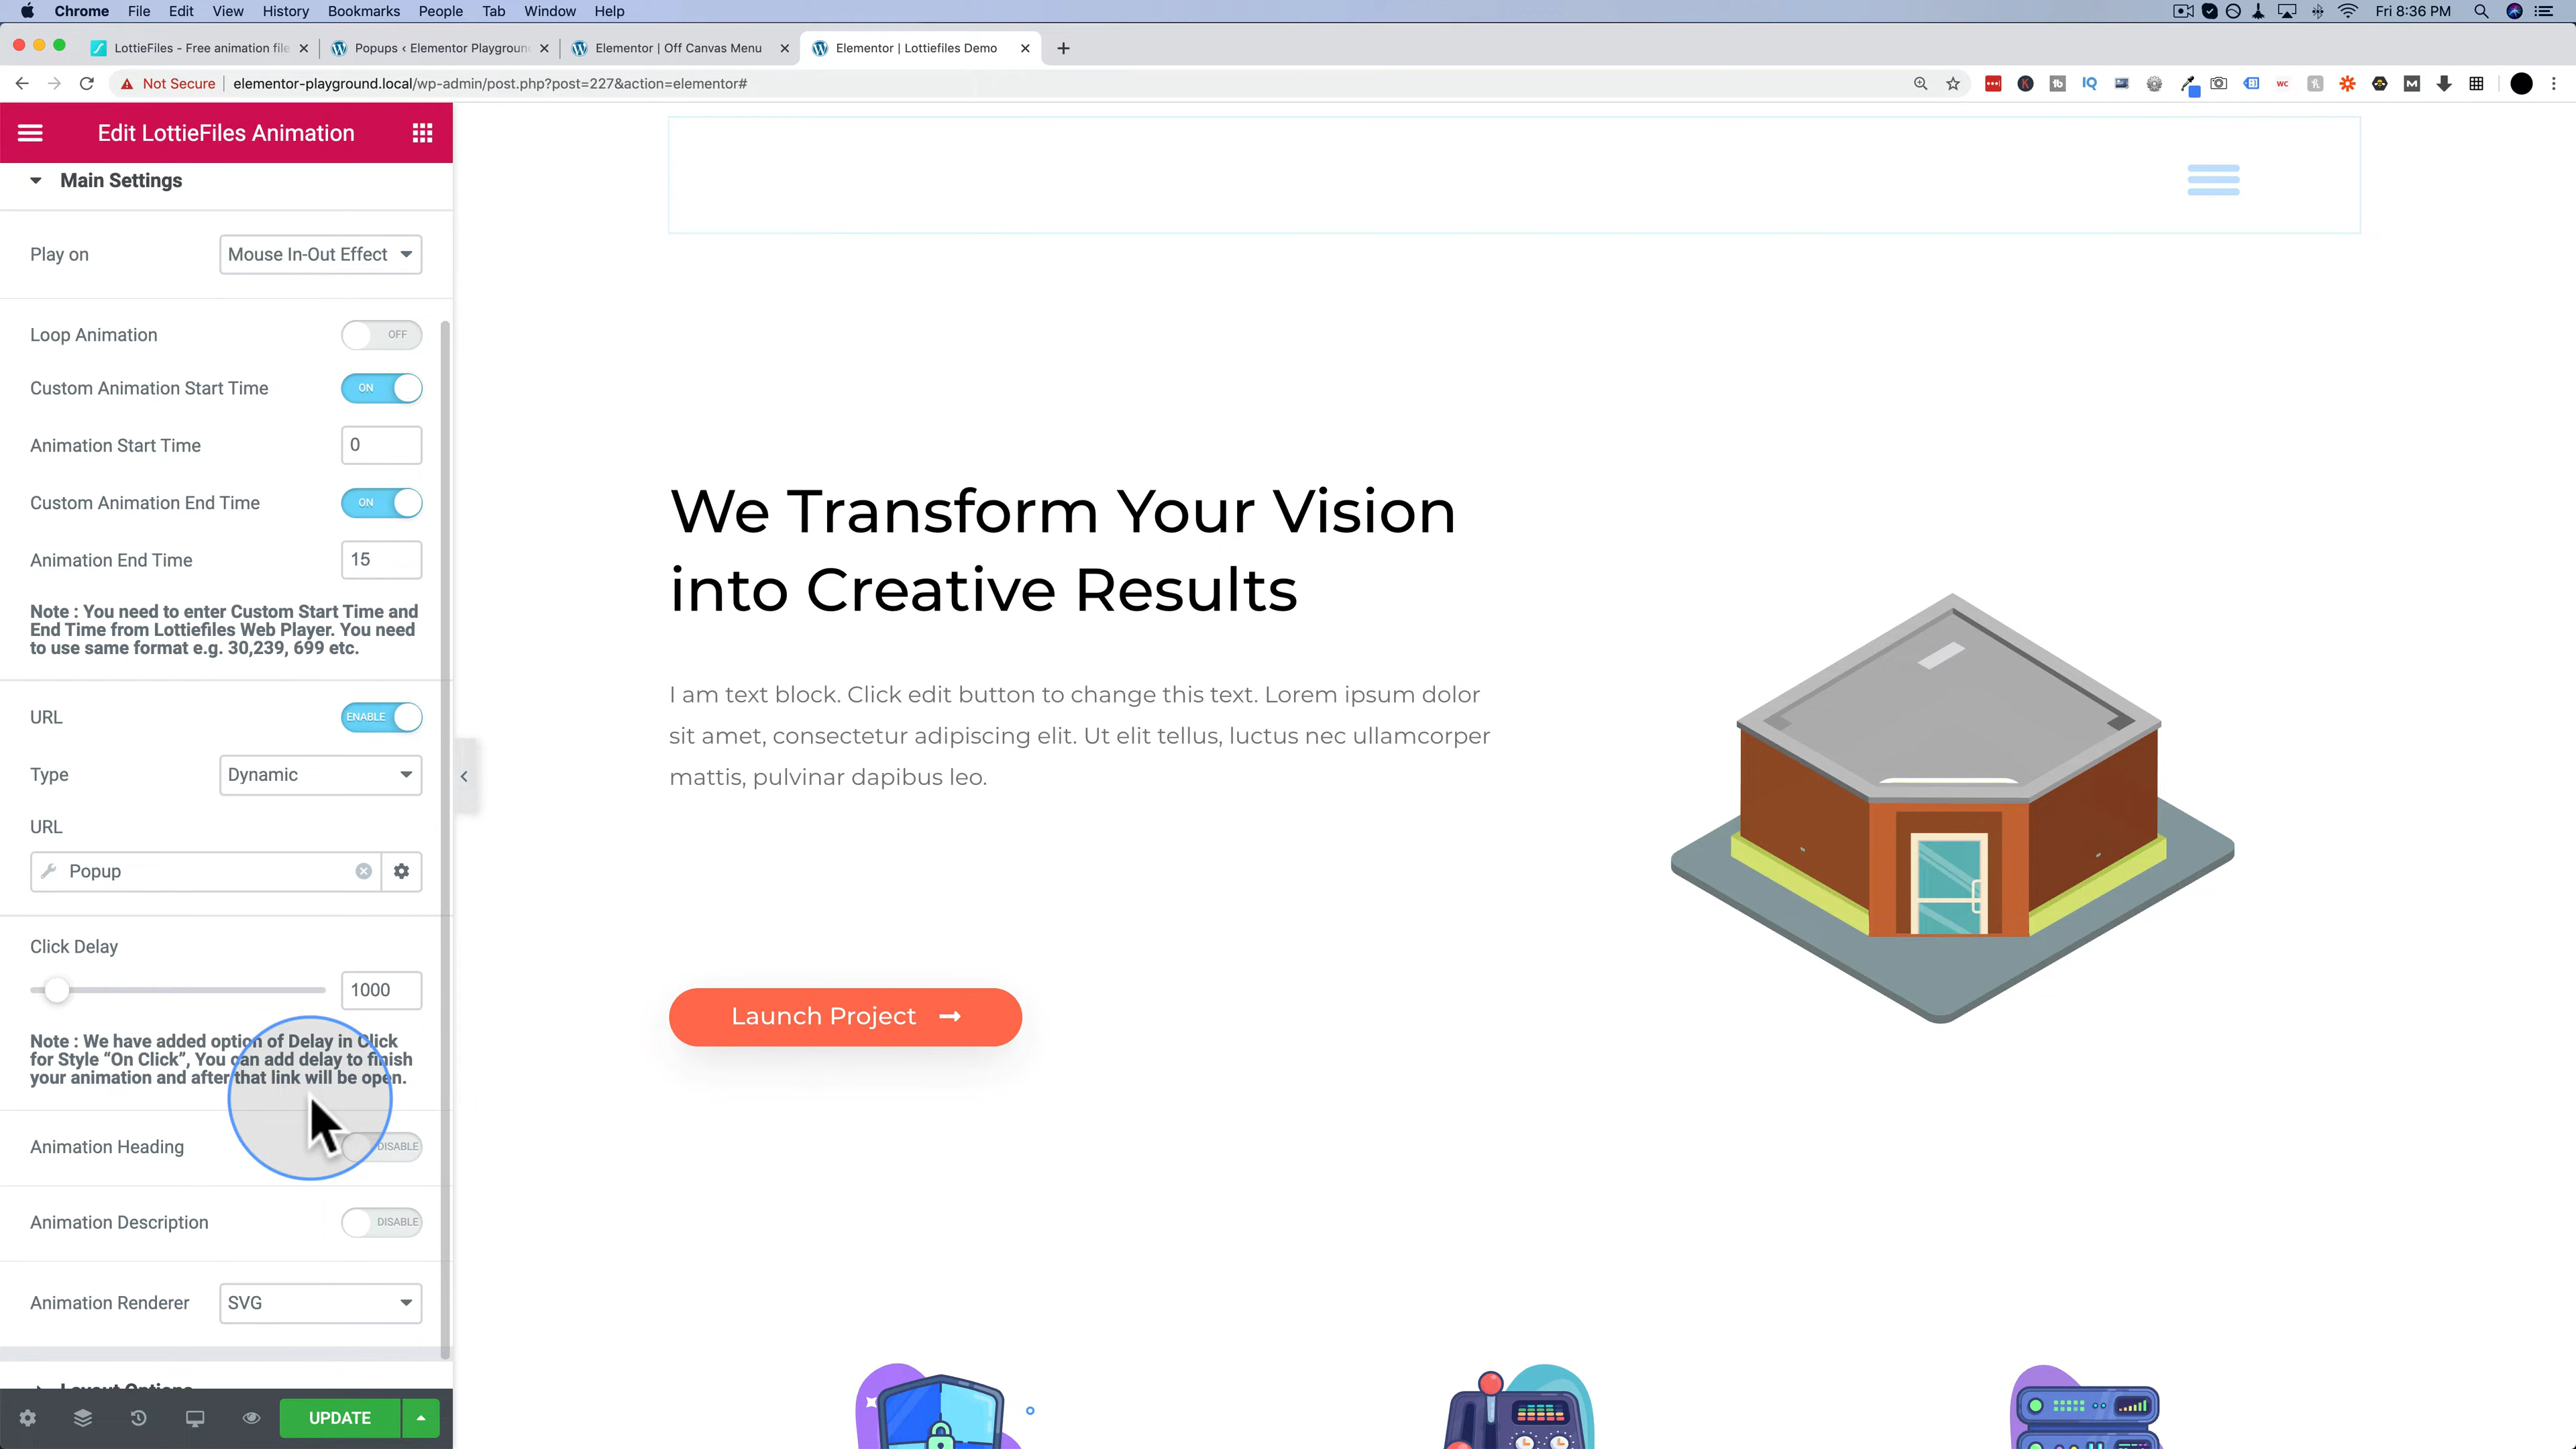 Chrome File Edit View History Bookmarks People Tab Window Help Fri 8:36 PM
LottieFiles - Free animation file Popups ‹ Elementor Playground Elementor | Off Canvas Menu Elementor | Lottiefiles Demo
Not Secure elementor-playground.local/wp-admin/post.php?post=227&action=elementor#
Edit LottieFiles Animation
Main Settings
Play on Mouse In-Out Effect
Loop Animation OFF
Custom Animation Start Time ON
Animation Start Time 0
Custom Animation End Time ON
Animation End Time 15
Note : You need to enter Custom Start Time and
End Time from Lottiefiles Web Player. You need
to use same format e.g. 30,239, 699 etc.
URL ENABLE
Type Dynamic
URL
Popup
Click Delay
1000
Note : We have added option of Delay in Click
for Style “On Click”, You can add delay to finish
your animation and after that link will be open.
Animation Heading DISABLE
Animation Description DISABLE
Animation Renderer SVG
Layout Options
UPDATE
We Transform Your Vision
into Creative Results
I am text block. Click edit button to change this text. Lorem ipsum dolor
sit amet, consectetur adipiscing elit. Ut elit tellus, luctus nec ullamcorper
mattis, pulvinar dapibus leo.
Launch Project